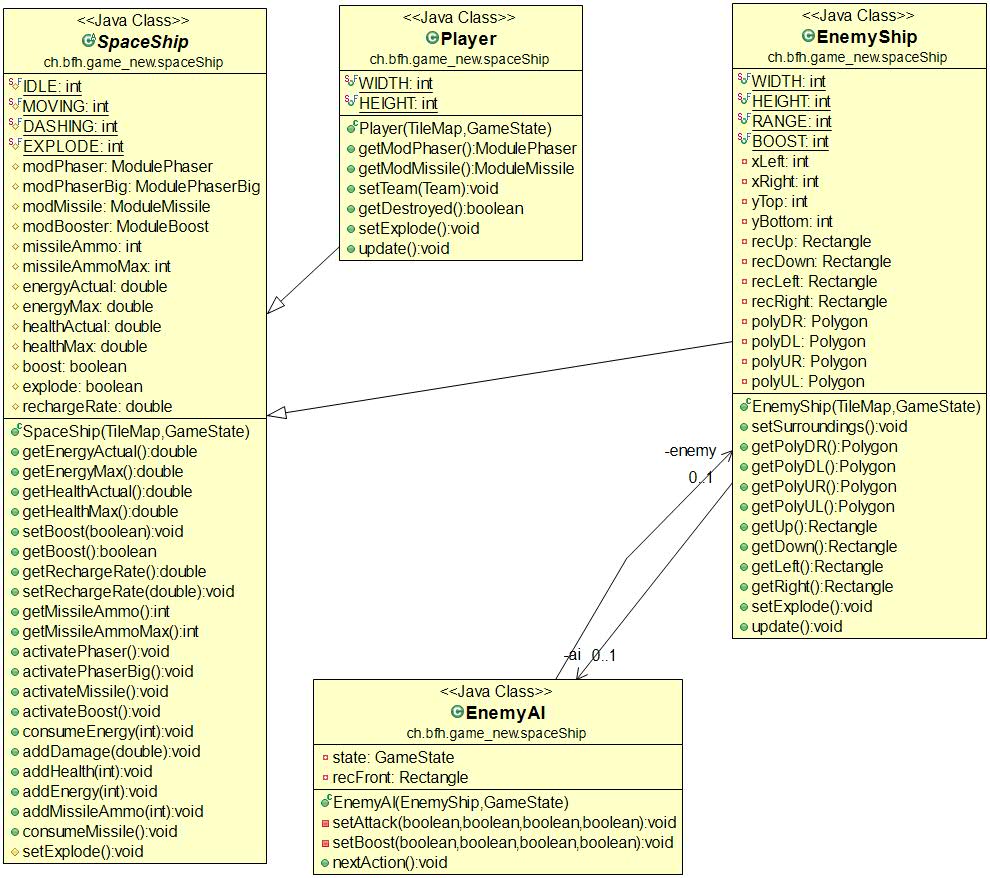 <<Java Class>>
SpaceShip
ch.bfh.game_new.spaceShip
IDLE: int
MOVING: int
DASHING: int
EXPLODE: int
modPhaser: ModulePhaser
modPhaserBig: ModulePhaserBig
modMissile: ModuleMissile
modBooster: ModuleBoost
missileAmmo: int
missileAmmoMax: int
energyActual: double
energyMax: double
healthActual: double
healthMax: double
boost: boolean
explode: boolean
rechargeRate: double
SpaceShip(TileMap,GameState)
getEnergyActual():double
getEnergyMax():double
getHealthActual():double
getHealthMax():double
setBoost(boolean):void
getBoost():boolean
getRechargeRate():double
setRechargeRate(double):void
getMissileAmmo():int
getMissileAmmoMax():int
activatePhaser():void
activatePhaserBig():void
activateMissile():void
activateBoost():void
consumeEnergy(int):void
addDamage(double):void
addHealth(int):void
addEnergy(int):void
addMissileAmmo(int):void
consumeMissile():void
setExplode():void
<<Java Class>>
Player
ch.bfh.game_new.spaceShip
WIDTH: int
HEIGHT: int
Player(TileMap,GameState)
getModPhaser():ModulePhaser
getModMissile():ModuleMissile
setTeam(Team):void
getDestroyed():boolean
setExplode():void
update():void
<<Java Class>>
EnemyShip
ch.bfh.game_new.spaceShip
WIDTH: int
HEIGHT: int
RANGE: int
BOOST: int
xLeft: int
xRight: int
yTop: int
yBottom: int
recUp: Rectangle
recDown: Rectangle
recLeft: Rectangle
recRight: Rectangle
polyDR: Polygon
polyDL: Polygon
polyUR: Polygon
polyUL: Polygon
EnemyShip(TileMap,GameState)
setSurroundings():void
getPolyDR():Polygon
getPolyDL():Polygon
getPolyUR():Polygon
getPolyUL():Polygon
getUp():Rectangle
getDown():Rectangle
getLeft():Rectangle
getRight():Rectangle
setExplode():void
update():void
-enemy
0..1
-ai 0..1
<<Java Class>>
EnemyAI
ch.bfh.game_new.spaceShip
state: GameState
recFront: Rectangle
EnemyAI(EnemyShip,GameState)
setAttack(boolean,boolean,boolean,boolean):void
setBoost(boolean,boolean,boolean,boolean):void
nextAction():void